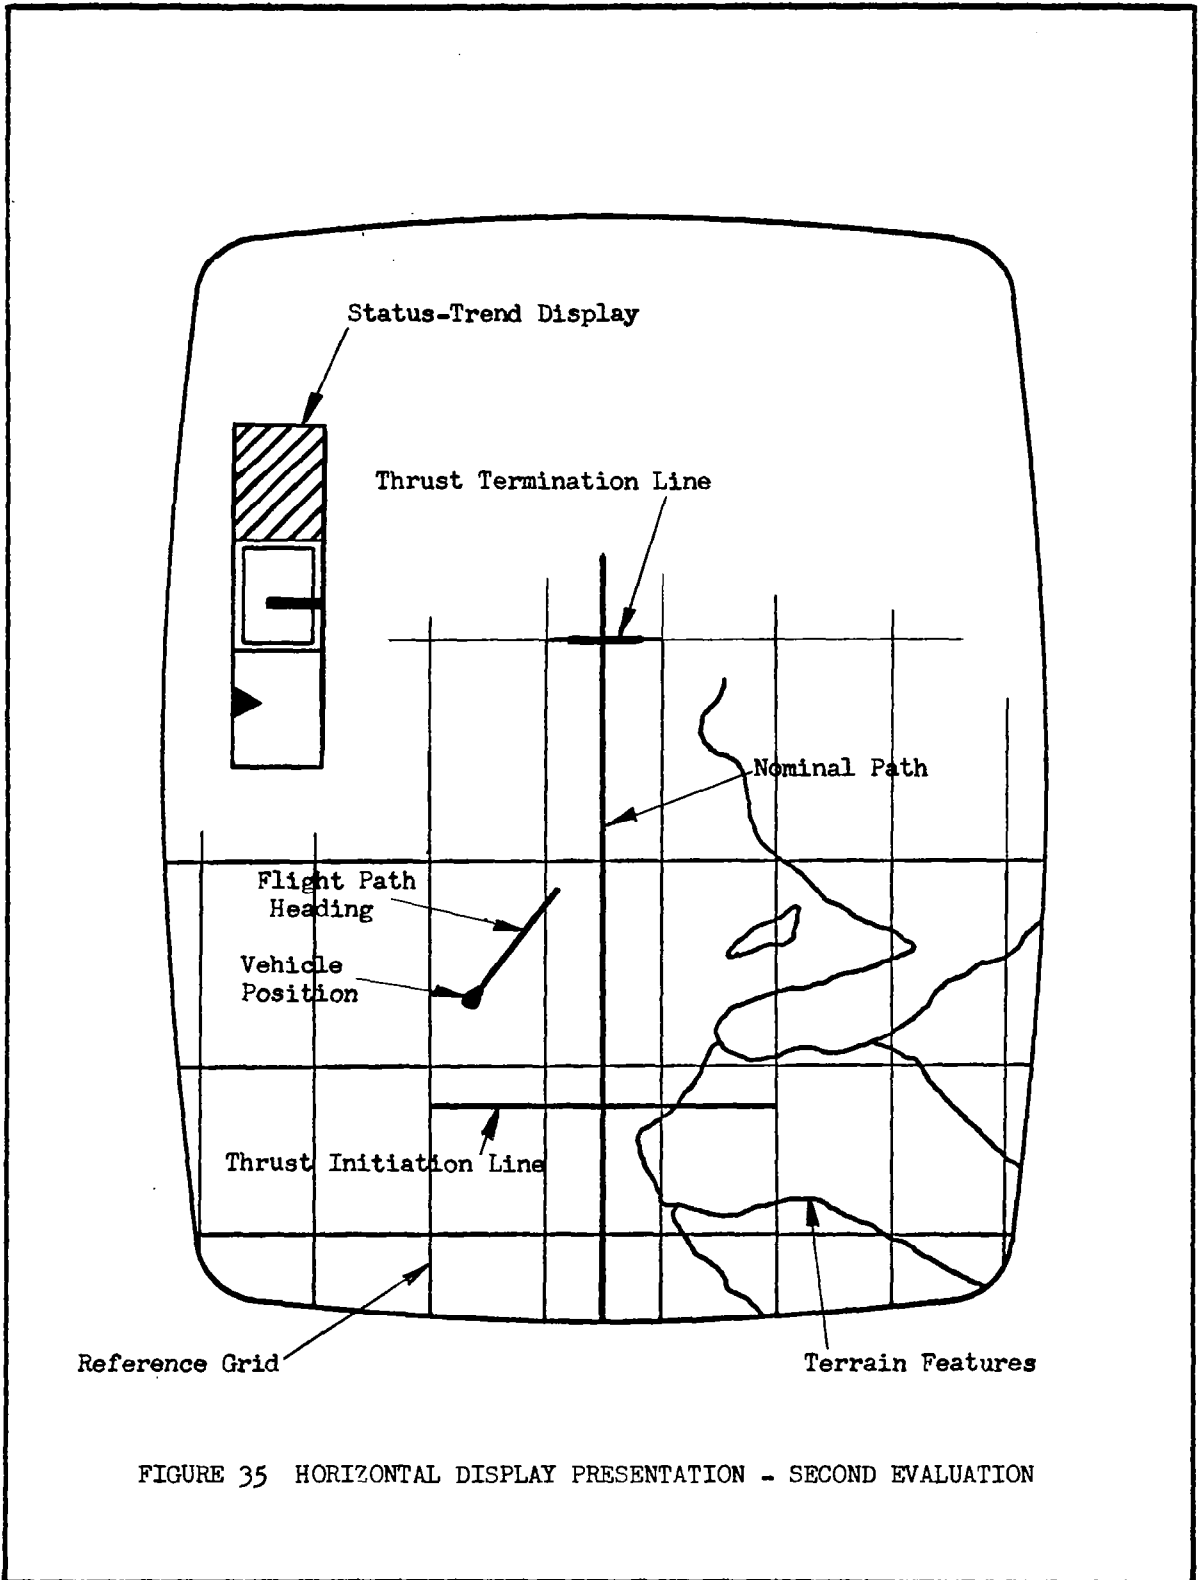 Status-Trend Display
Thrust Termination Line
Nominal Path
Flight Path
Heading
Vehicle
Position
Thrust Initiation Line
Reference Grid
Terrain Features
FIGURE 35 HORIZONTAL DISPLAY PRESENTATION - SECOND EVALUATION